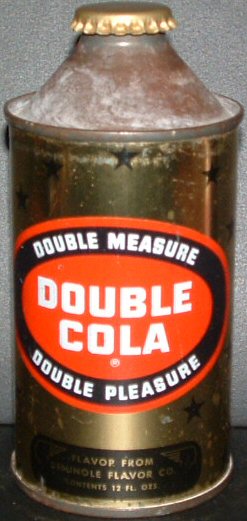 DOUBLE MEASURE
DOUBLE
COLA
®
DOUBLE PLEASURE
FLAVOR FROM
SEMINOLE FLAVOR CO.
CONTENTS 12 FL. OZS.